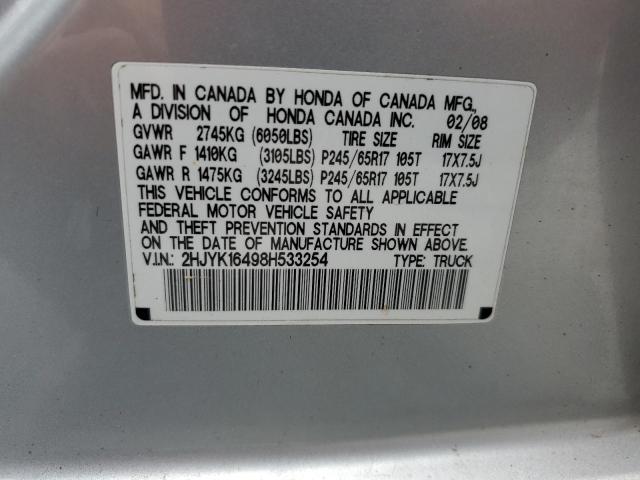 MFD. IN CANADA BY HONDA OF CANADA MFG.,
A DIVISION OF HONDA CANADA INC. 02/08
GVWR 2745KG (6050LBS) TIRE SIZE RIM SIZE
GAWR F 1410KG (3105LBS) P245/65R17 105T 17X7.5J
GAWR R 1475KG (3245LBS) P245/65R17 105T 17X7.5J
THIS VEHICLE CONFORMS TO ALL APPLICABLE
FEDERAL MOTOR VEHICLE SAFETY
AND THEFT PREVENTION STANDARDS IN EFFECT
ON THE DATE OF MANUFACTURE SHOWN ABOVE.
V.I.N.: 2HJYK16498H533254 TYPE: TRUCK